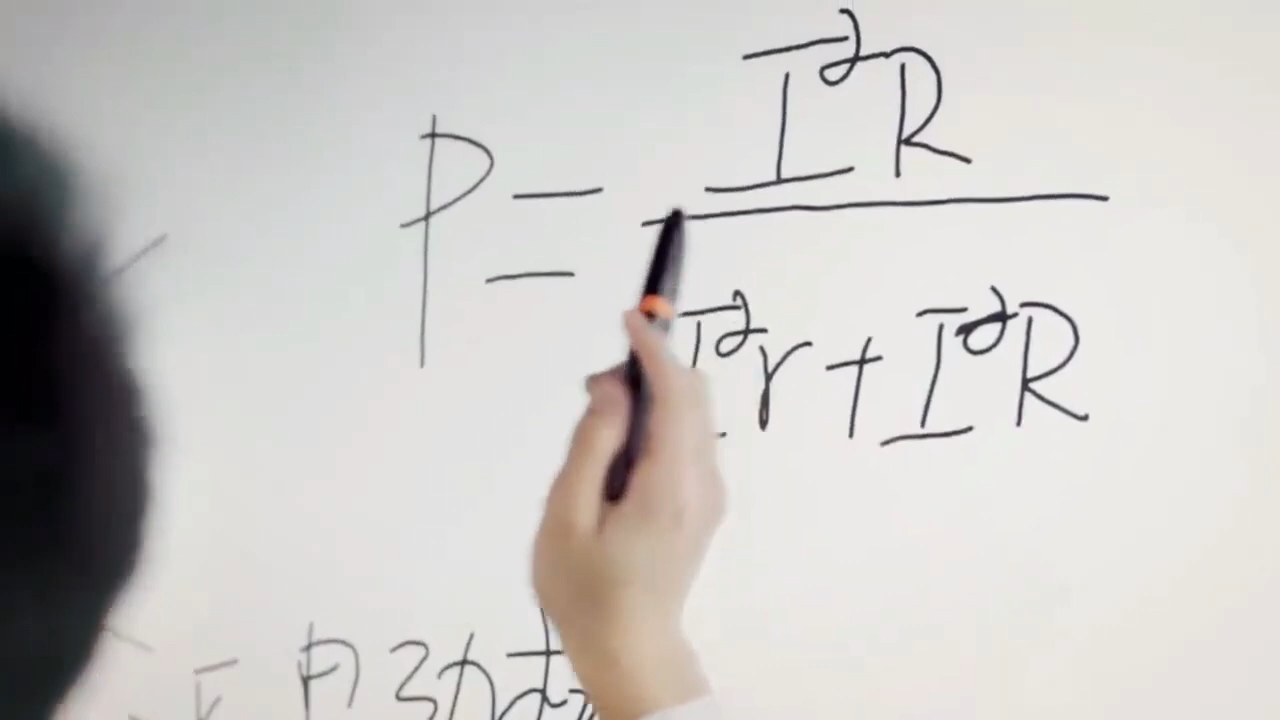 P = I²R / (I²r + I²R)